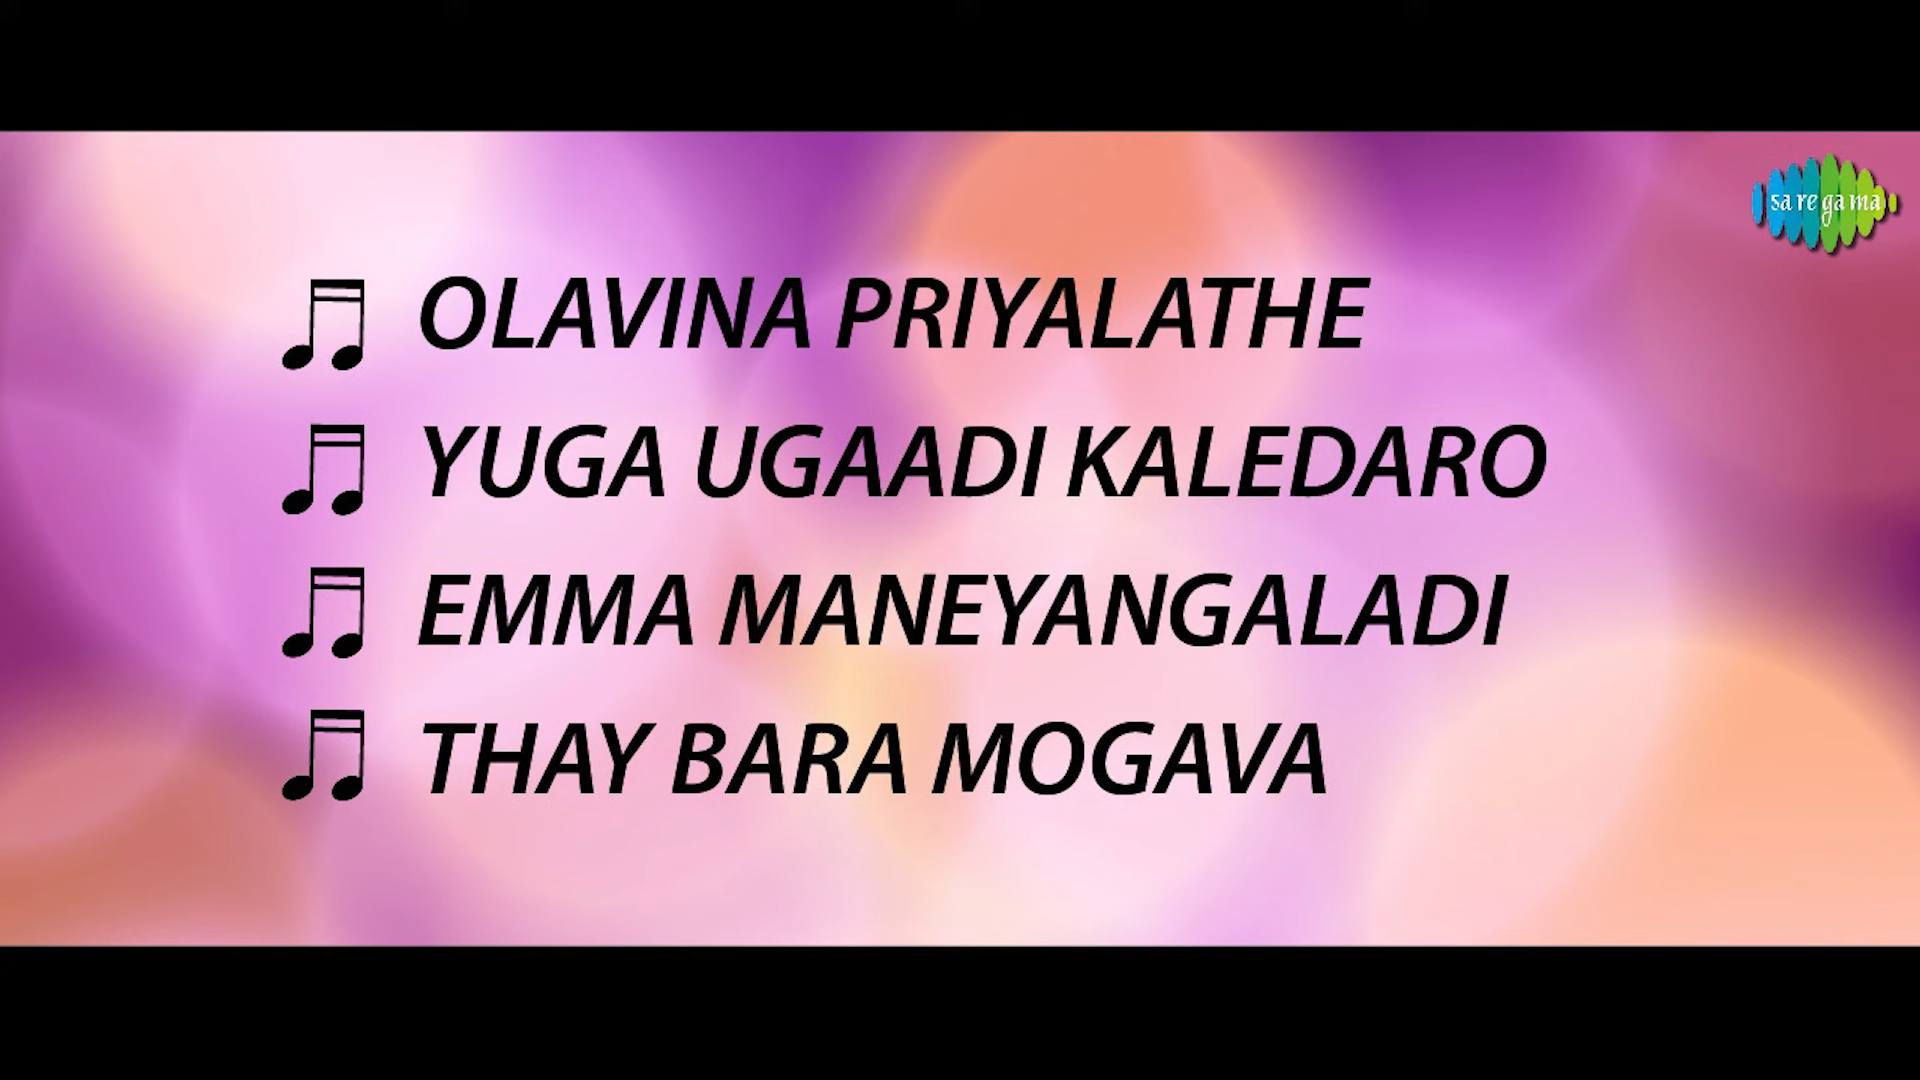 sa re ga ma
OLAVINA PRIYALATHE
YUGA UGAADI KALEDARO
EMMA MANEYANGALADI
THAY BARA MOGAVA